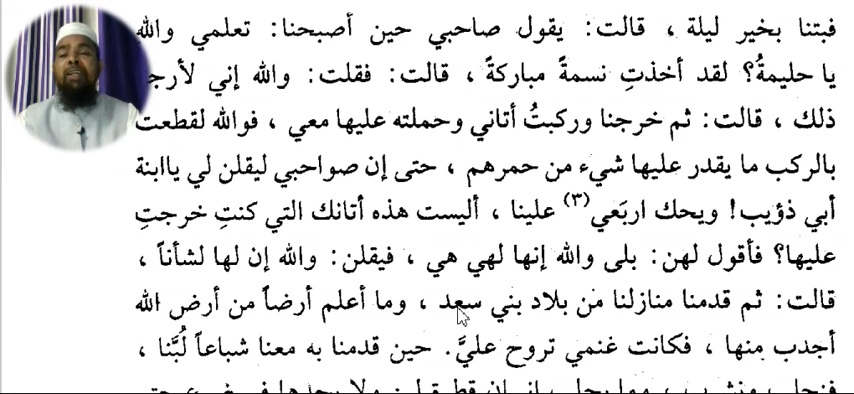 فبتنا بخير ليلة ، قالت: يقول صاحبي حين أصبحنا: تعلمي والله
يا حليمةُ؟ لقد أخذتِ نسمةً مباركةً ، قالت: فقلت: والله إني لأرجـ
ذلك ، قالت: ثم خرجنا وركبتُ أتاني وحملته عليها معي ، فوالله لقطعت
بالركب ما يقدر عليها شيء من حمرهم ، حتى إن صواحبي ليقلن لي ياابنة
أبي ذؤيب! ويحك اربَعي(٣) علينا ، أليست هذه أتانك التي كنتِ خرجتِ
عليها؟ فأقول لهن: بلى والله إنها لهي هي ، فيقلن: والله إن لها لشأناً ،
قالت: ثم قدمنا منازلنا من بلاد بني سعد ، وما أعلم أرضاً من أرض الله
أجدب منها ، فكانت غنمي تروح عليَّ. حين قدمنا به معنا شباعاً لُبَّنا ،